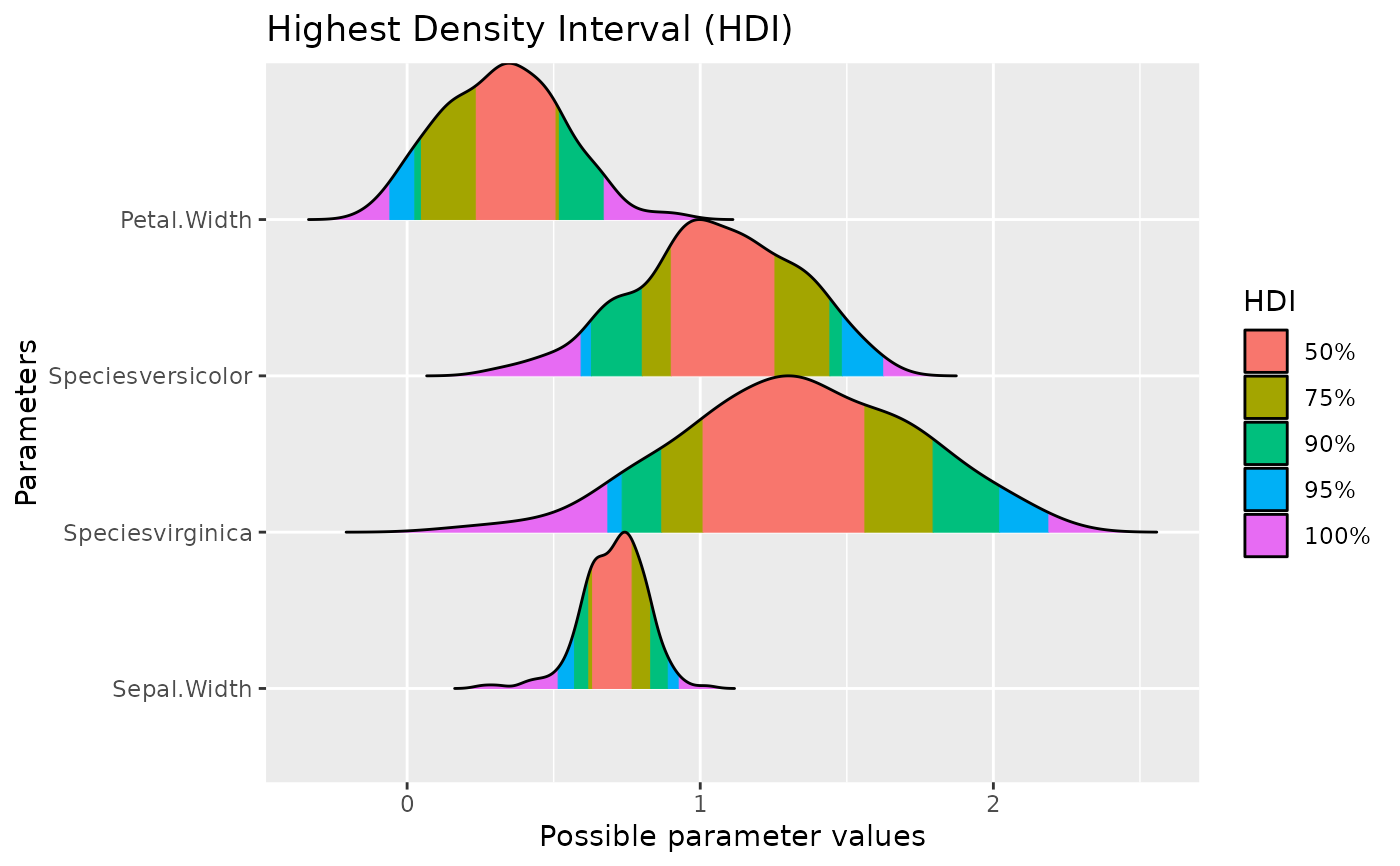 Highest Density Interval (HDI)
Parameters
Petal.Width
Speciesversicolor
Speciesvirginica
Sepal.Width
0 1 2
Possible parameter values
HDI
50%
75%
90%
95%
100%